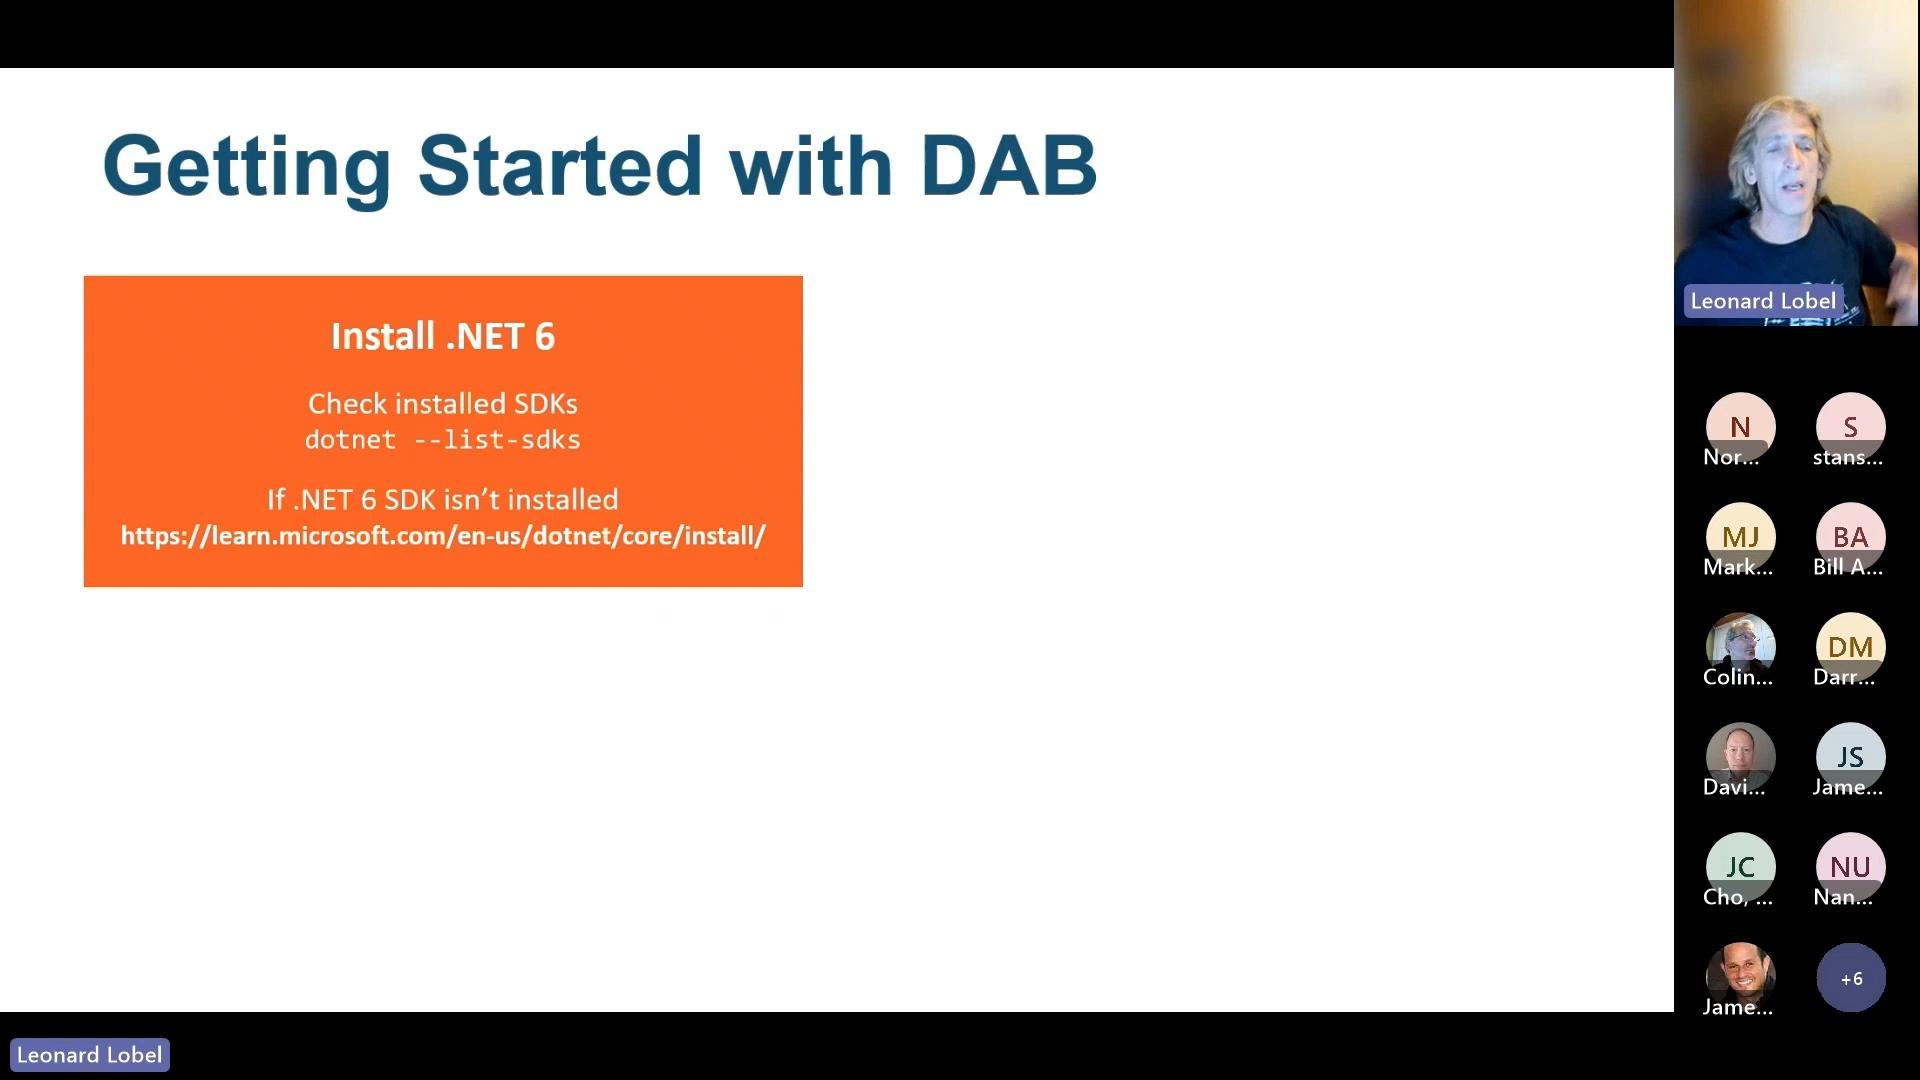 Getting Started with DAB
Install .NET 6
Check installed SDKs
dotnet --list-sdks
If .NET 6 SDK isn’t installed
https://learn.microsoft.com/en-us/dotnet/core/install/
Leonard Lobel
N
Nor...
S
stans...
MJ
Mark...
BA
Bill A...
Colin...
DM
Darr...
Davi...
JS
Jame...
JC
Cho, ...
NU
Nan...
Jame...
+6
Leonard Lobel